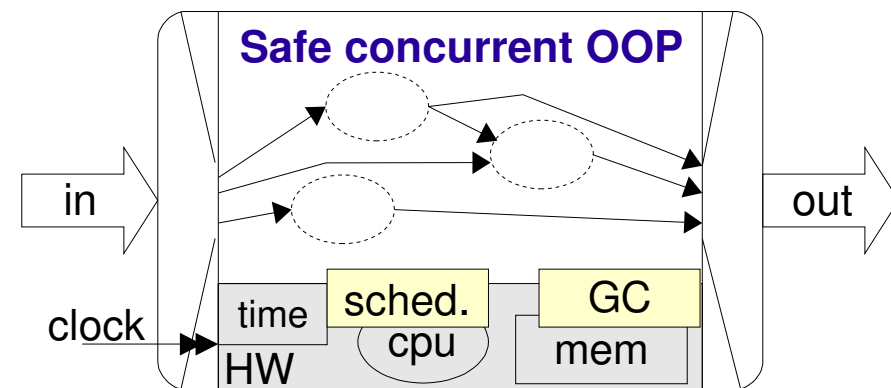 Safe concurrent OOP
in
out
clock
time
sched.
GC
cpu
mem
HW